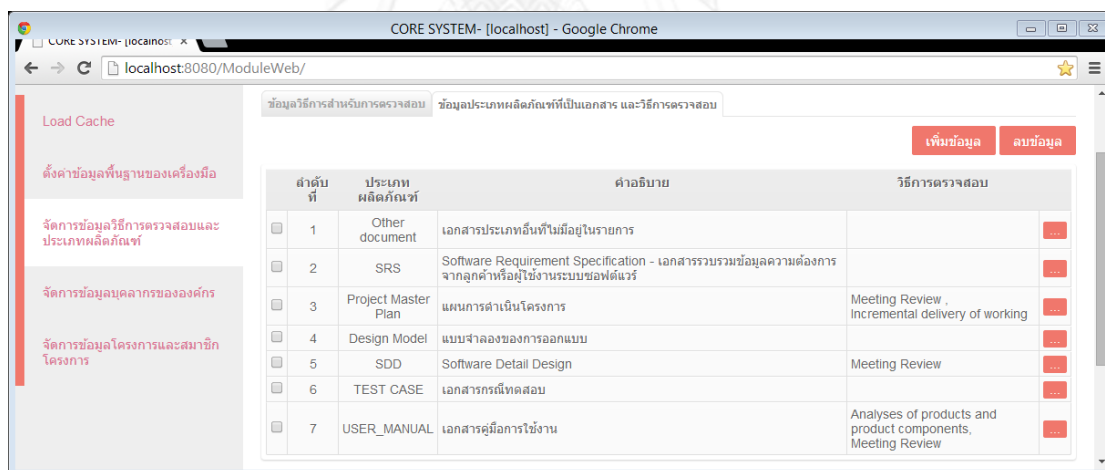 CORE SYSTEM- [localhost] - Google Chrome
CORE SYSTEM- [localhost ×
localhost:8080/ModuleWeb/
Load Cache
ตั้งค่าข้อมูลพื้นฐานของเครื่องมือ
จัดการข้อมูลวิธีการตรวจสอบและ
ประเภทผลิตภัณฑ์
จัดการข้อมูลบุคลากรขององค์กร
จัดการข้อมูลโครงการและสมาชิก
โครงการ
ข้อมูลวิธีการสำหรับการตรวจสอบ ข้อมูลประเภทผลิตภัณฑ์ที่เป็นเอกสาร และวิธีการตรวจสอบ
เพิ่มข้อมูล ลบข้อมูล
ลำดับ ประเภท คำอธิบาย วิธีการตรวจสอบ
ที่ ผลิตภัณฑ์
1 Other เอกสารประเภทอื่นที่ไม่มีอยู่ในรายการ ...
document
2 SRS Software Requirement Specification - เอกสารรวบรวมข้อมูลความต้องการ ...
จากลูกค้าหรือผู้ใช้งานระบบซอฟต์แวร์
3 Project Master แผนการดำเนินโครงการ Meeting Review , ...
Plan Incremental delivery of working
4 Design Model แบบจำลองของการออกแบบ ...
5 SDD Software Detail Design Meeting Review ...
6 TEST CASE เอกสารกรณีทดสอบ ...
7 USER_MANUAL เอกสารคู่มือการใช้งาน Analyses of products and ...
product components,
Meeting Review